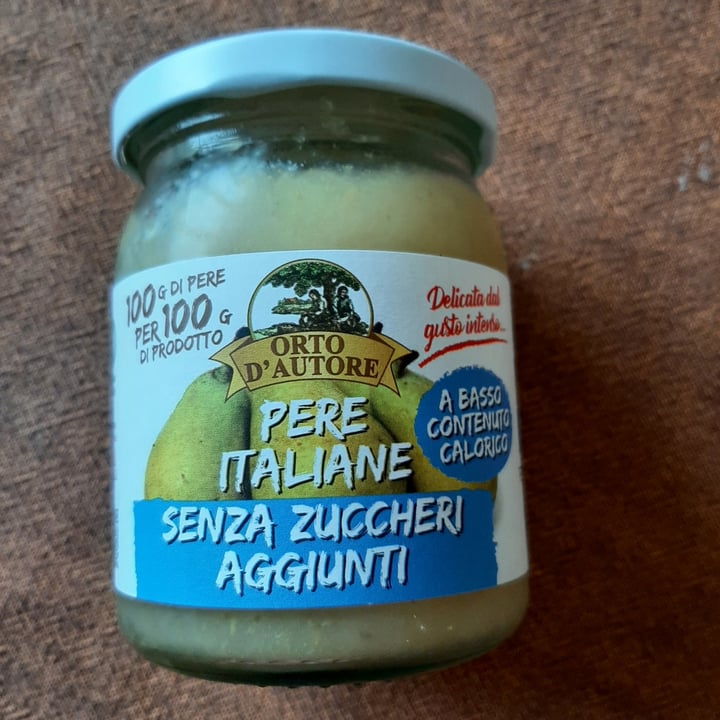 100 G DI PERE
PER 100 G
DI PRODOTTO
ORTO
D'AUTORE
Delicata dal
gusto intenso...
A BASSO
CONTENUTO
CALORICO
PERE
ITALIANE
SENZA ZUCCHERI
AGGIUNTI